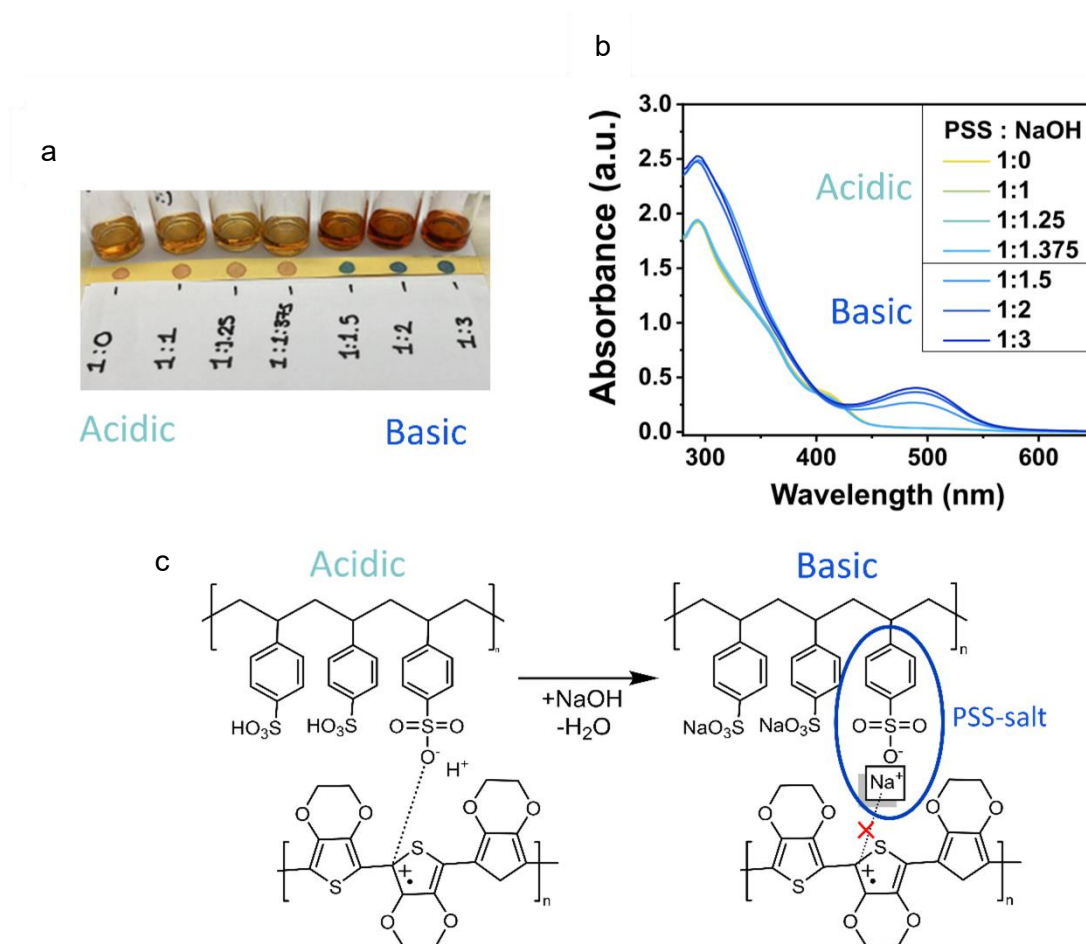 a
1:0
1:1
1:1.25
1:1:375
1:1.5
1:2
1:3
Acidic
Basic
b
Absorbance (a.u.)
3.0
2.5
2.0
1.5
1.0
0.5
0.0
300
400
500
600
Wavelength (nm)
Acidic
Basic
PSS : NaOH
1:0
1:1
1:1.25
1:1.375
1:1.5
1:2
1:3
c
Acidic
n
HO₃S
HO₃S
O=S=O
O⁻
H⁺
O
O
O
O
S
S
+
•
O
O
n
+NaOH
-H₂O
Basic
n
NaO₃S
NaO₃S
O=S=O
O⁻
Na⁺
PSS-salt
O
O
O
O
S
S
+
•
O
O
n